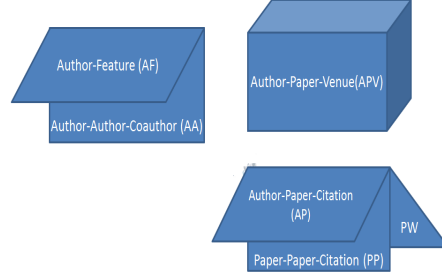 Author-Feature (AF)
Author-Author-Coauthor (AA)
Author-Paper-Venue(APV)
Author-Paper-Citation
(AP)
PW
Paper-Paper-Citation (PP)